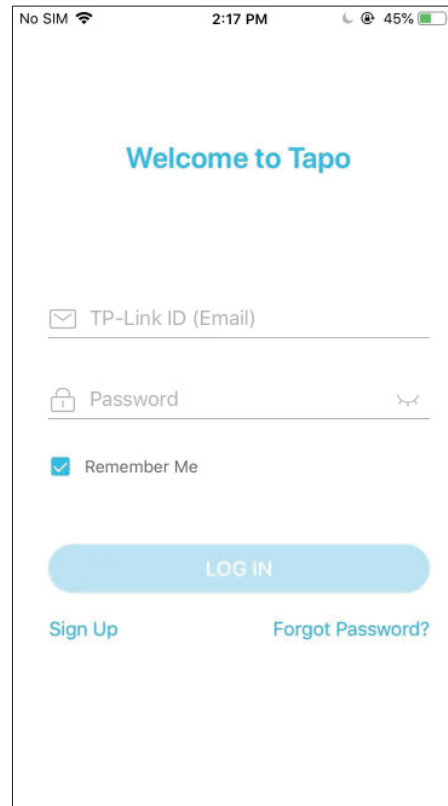 No SIM 2:17 PM 45%
Welcome to Tapo
TP-Link ID (Email)
Password
Remember Me
LOG IN
Sign Up Forgot Password?